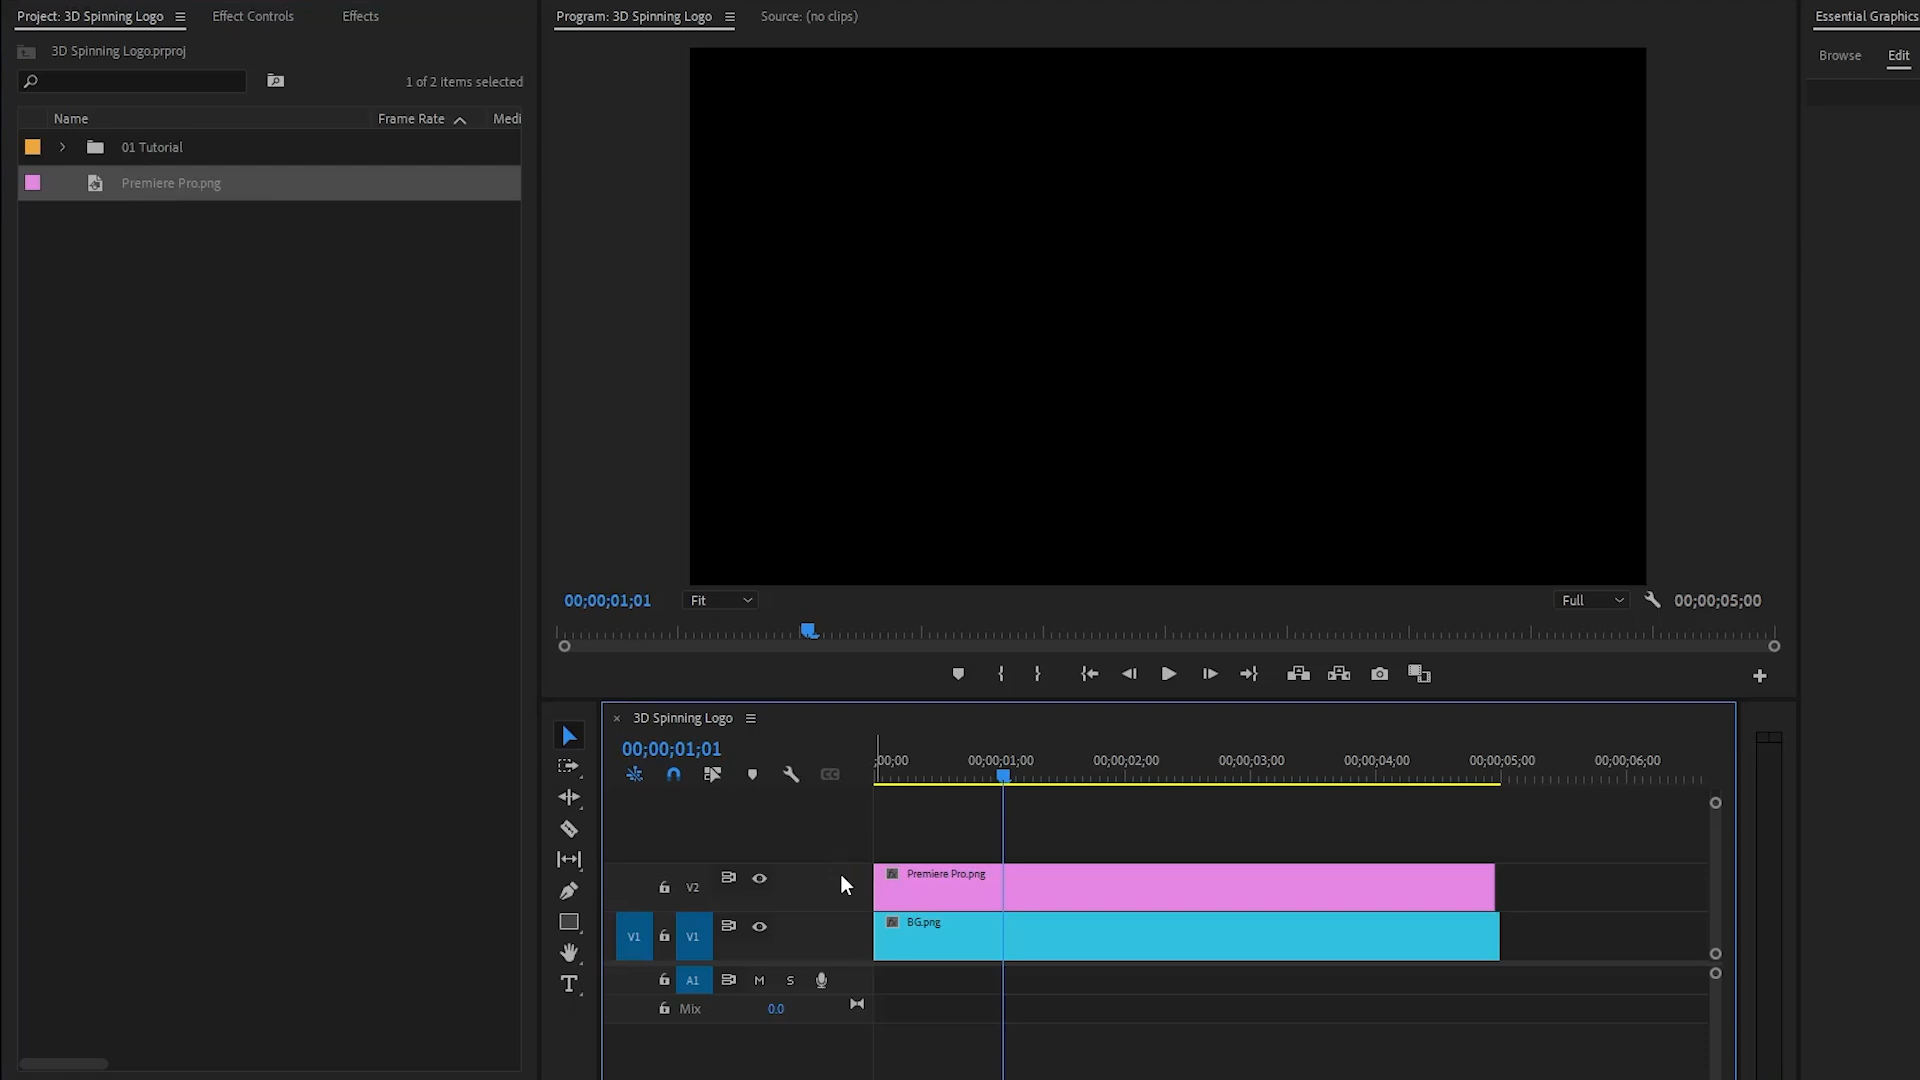 Project: 3D Spinning Logo
Effect Controls
Effects
Program: 3D Spinning Logo
Source: (no clips)
Essential Graphics
3D Spinning Logo.prproj
Browse
Edit
1 of 2 items selected
Name
Frame Rate
Medi
01 Tutorial
Premiere Pro.png
00;00;01;01
Fit
Full
00;00;05;00
3D Spinning Logo
00;00;01;01
;00;00
00;00;01;00
00;00;02;00
00;00;03;00
00;00;04;00
00;00;05;00
00;00;06;00
CC
V2
fx
Premiere Pro.png
V1
V1
fx
BG.png
A1
M
S
Mix
0.0